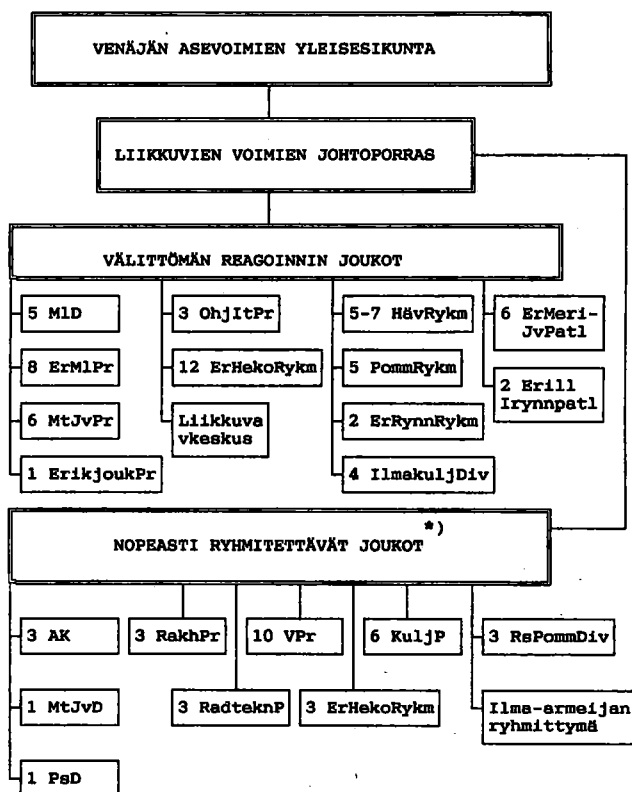 VENÄJÄN ASEVOIMIEN YLEISESIKUNTA
LIIKKUVIEN VOIMIEN JOHTOPORRAS
VÄLITTÖMÄN REAGOINNIN JOUKOT
5 MlD
8 ErMlPr
6 MtJvPr
1 ErikjoukPr
3 OhjItPr
12 ErHekoRykm
Liikkuva
vkeskus
5-7 HävRykm
5 PommRykm
2 ErRynnRykm
4 IlmakuljDiv
6 ErMeri-
JvPatl
2 Erill
Irynnpatl
NOPEASTI RYHMITETTÄVÄT JOUKOT *)
3 AK
1 MtJvD
1 PsD
3 RakhPr
10 VPr
6 KuljP
3 RsPommDiv
3 RadteknP
3 ErHekoRykm
Ilma-armeijan
ryhmittymä